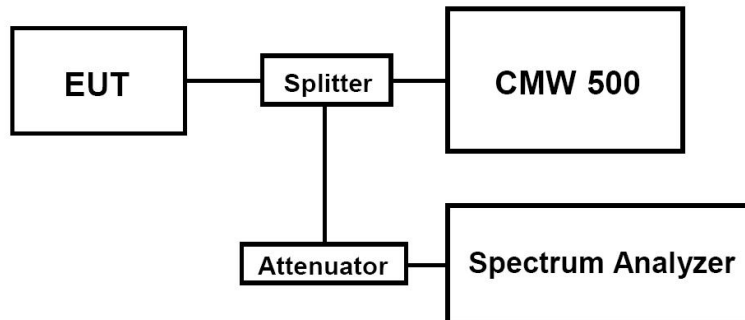 EUT
Splitter
CMW 500
Attenuator
Spectrum Analyzer